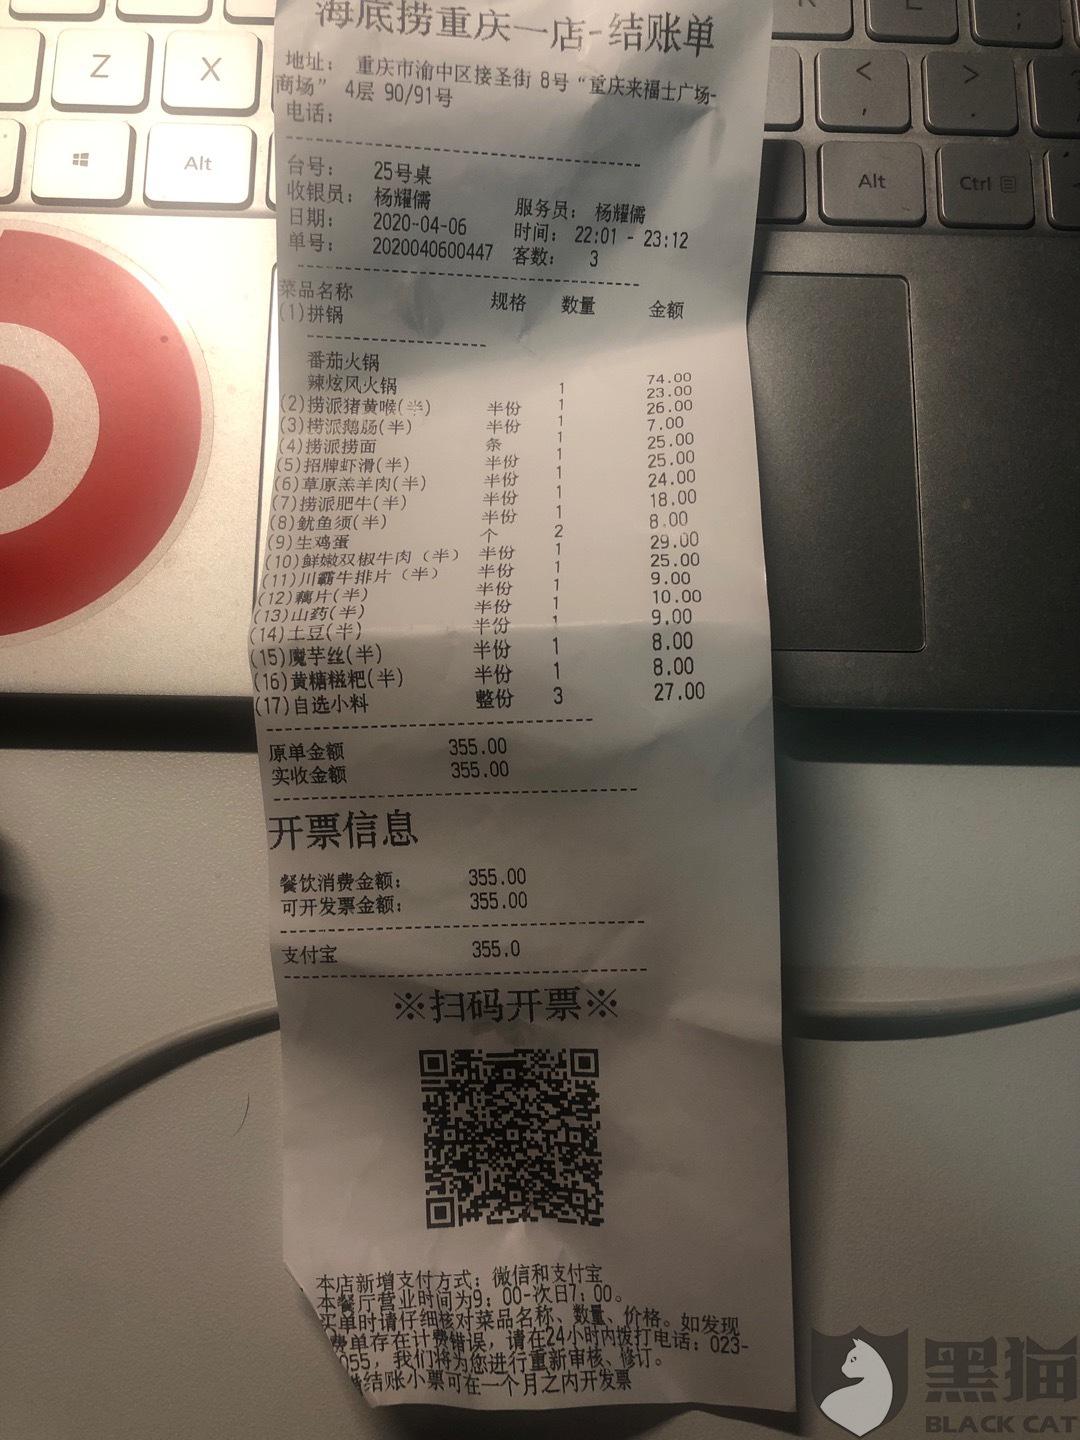 Z
X
Alt
Alt
Ctrl
海底捞重庆一店-结账单
地址: 重庆市渝中区接圣街 8号 “重庆来福士广场-
商场” 4层 90/91号
电话:
台号: 25号桌
收银员: 杨耀儒 服务员: 杨耀儒
日期: 2020-04-06 时间: 22:01 - 23:12
单号: 2020040600447 客数: 3
菜品名称 规格 数量 金额
(1)拼锅
番茄火锅
辣炫风火锅 1 74.00
(2)捞派猪黄喉(半) 半份 1 23.00
(3)捞派鹅肠(半) 半份 1 26.00
(4)捞派捞面 条 1 7.00
(5)招牌虾滑(半) 半份 1 25.00
(6)草原羔羊肉(半) 半份 1 25.00
(7)捞派肥牛(半) 半份 1 24.00
(8)鱿鱼须(半) 半份 1 18.00
(9)生鸡蛋 个 2 8.00
(10)鲜嫩双椒牛肉(半) 半份 1 29.00
(11)川霸牛排片(半) 半份 1 25.00
(12)藕片(半) 半份 1 9.00
(13)山药(半) 半份 1 10.00
(14)土豆(半) 半份 1 9.00
(15)魔芋丝(半) 半份 1 8.00
(16)黄糖糍粑(半) 半份 1 8.00
(17)自选小料 整份 3 27.00
原单金额 355.00
实收金额 355.00
开票信息
餐饮消费金额: 355.00
可开发票金额: 355.00
支付宝 355.0
※扫码开票※
本店新增支付方式: 微信和支付宝
本餐厅营业时间为9: 00-次日7: 00。
买单时请仔细核对菜品名称、数量、价格。如发现
费单存在计费错误, 请在24小时内拨打电话: 023-
055, 我们将为您进行重新审核、修订。
结账小票可在一个月之内开发票
黑猫
BLACK CAT